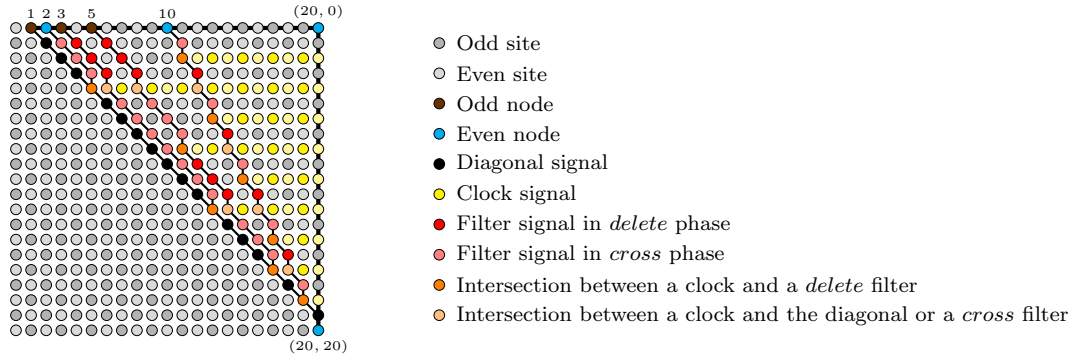 1 2 3 5 10 (20, 0)
Odd site
Even site
Odd node
Even node
Diagonal signal
Clock signal
Filter signal in delete phase
Filter signal in cross phase
Intersection between a clock and a delete filter
Intersection between a clock and the diagonal or a cross filter
(20, 20)